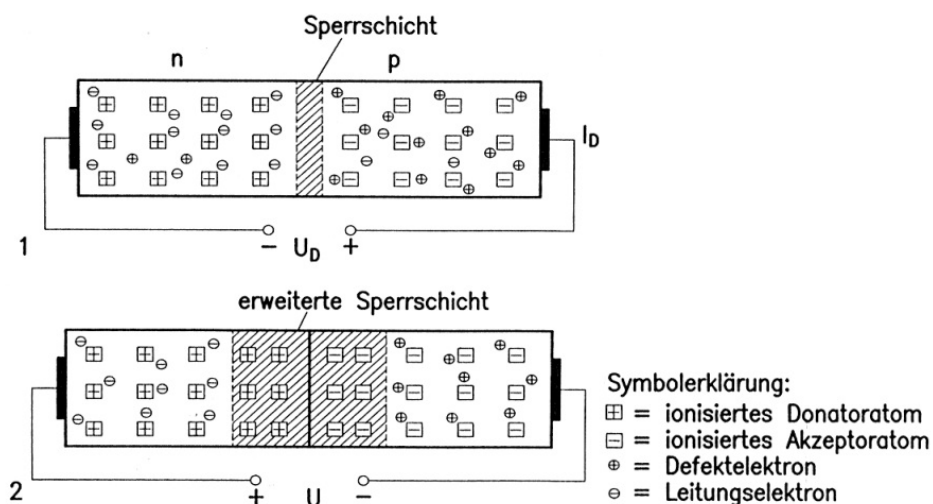 Sperrschicht
n p
I_D
1 − U_D +
erweiterte Sperrschicht
2 + U −
Symbolerklärung:
⊞ = ionisiertes Donatoratom
⊟ = ionisiertes Akzeptoratom
⊕ = Defektelektron
⊖ = Leitungselektron